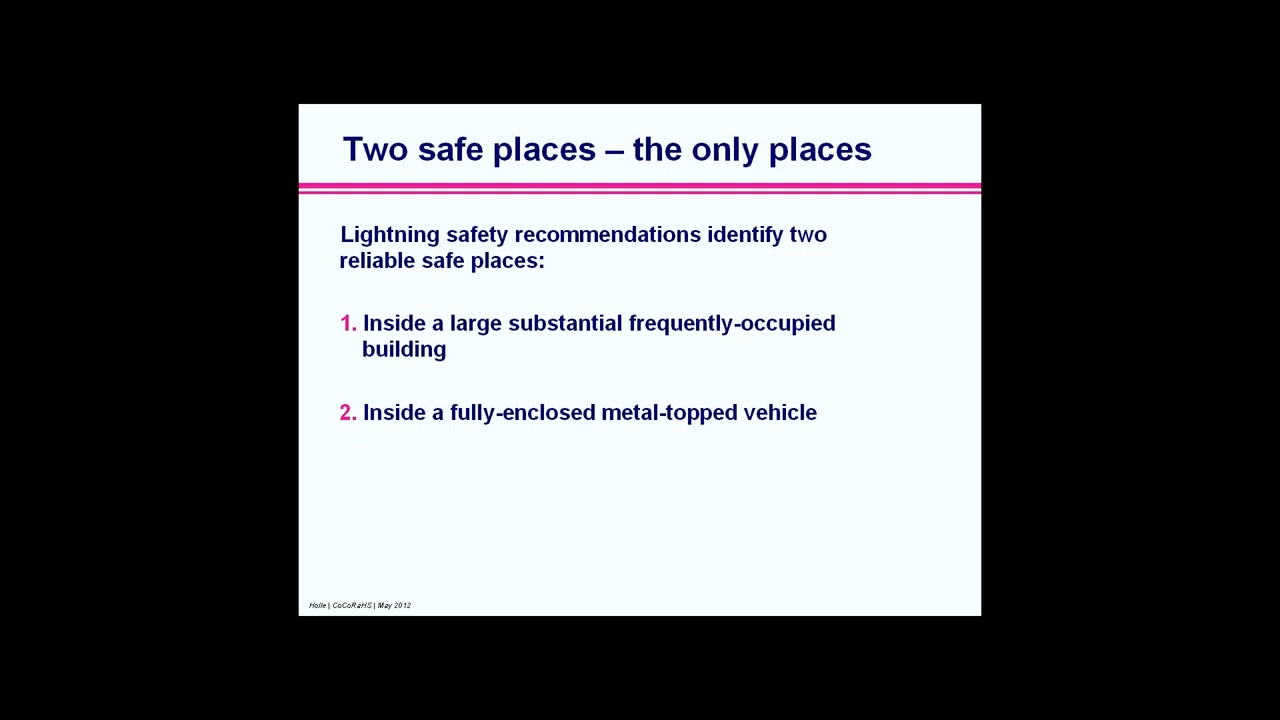 Two safe places – the only places
Lightning safety recommendations identify two
reliable safe places:
1. Inside a large substantial frequently-occupied
building
2. Inside a fully-enclosed metal-topped vehicle
Holle | CoCoRaHS | May 2012